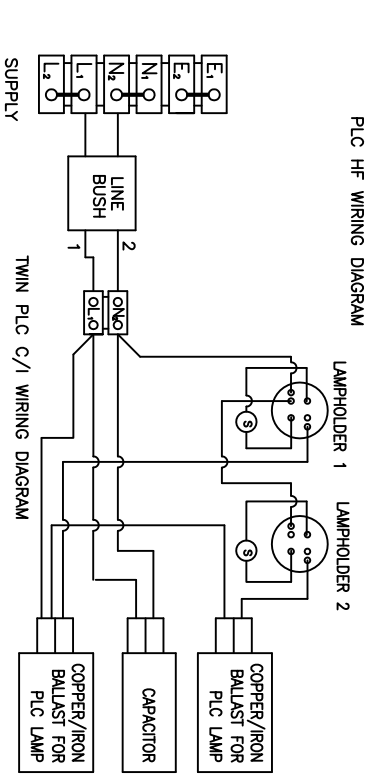 PLC HF WIRING DIAGRAM
LAMPHOLDER 1
LAMPHOLDER 2
E₁
E₂
N₁
N₂
L₁
L₂
SUPPLY
LINE
BUSH
2
1
N
L
S
S
COPPER/IRON
BALLAST FOR
PLC LAMP
CAPACITOR
COPPER/IRON
BALLAST FOR
PLC LAMP
TWIN PLC C/I WIRING DIAGRAM